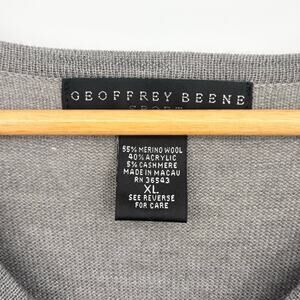 GEOFFREY BEENE
SPORT
55% MERINO WOOL
40% ACRYLIC
5% CASHMERE
MADE IN MACAU
RN 36543
XL
SEE REVERSE
FOR CARE